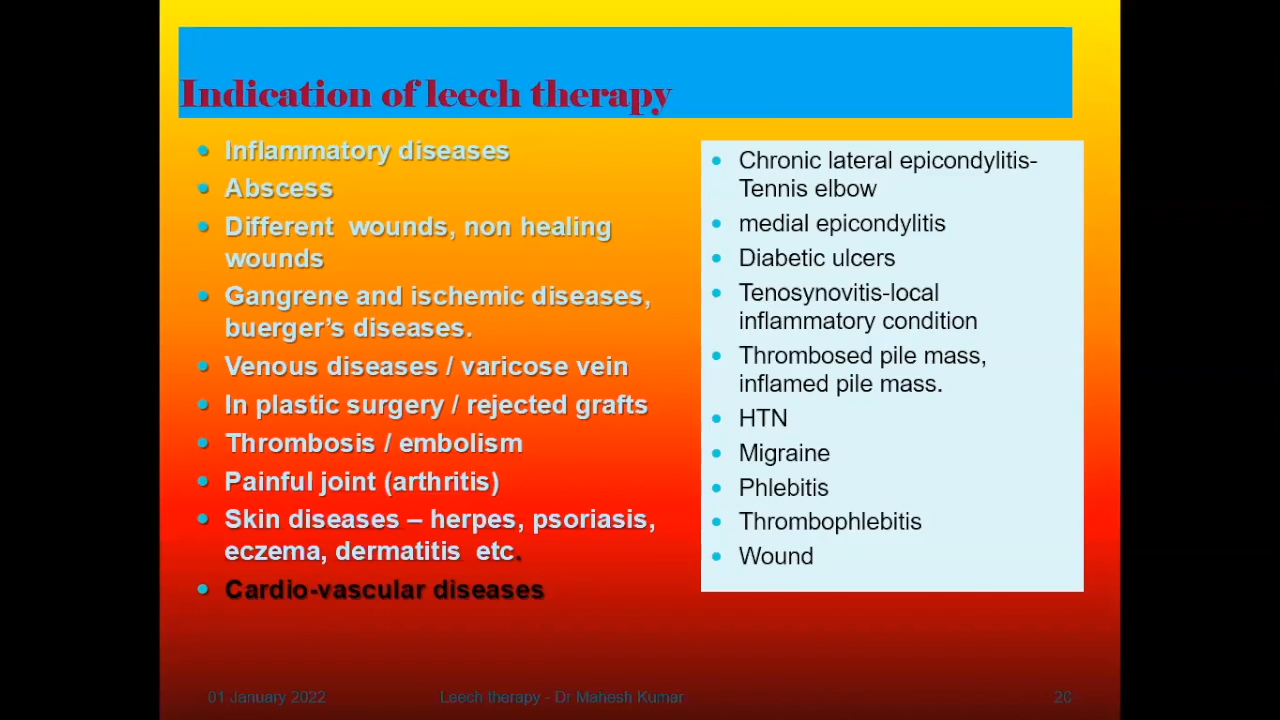 Indication of leech therapy
Inflammatory diseases
Abscess
Different wounds, non healing
wounds
Gangrene and ischemic diseases,
buerger’s diseases.
Venous diseases / varicose vein
In plastic surgery / rejected grafts
Thrombosis / embolism
Painful joint (arthritis)
Skin diseases – herpes, psoriasis,
eczema, dermatitis etc.
Cardio-vascular diseases
Chronic lateral epicondylitis-
Tennis elbow
medial epicondylitis
Diabetic ulcers
Tenosynovitis-local
inflammatory condition
Thrombosed pile mass,
inflamed pile mass.
HTN
Migraine
Phlebitis
Thrombophlebitis
Wound
01 January 2022 Leech therapy - Dr Mahesh Kumar 20